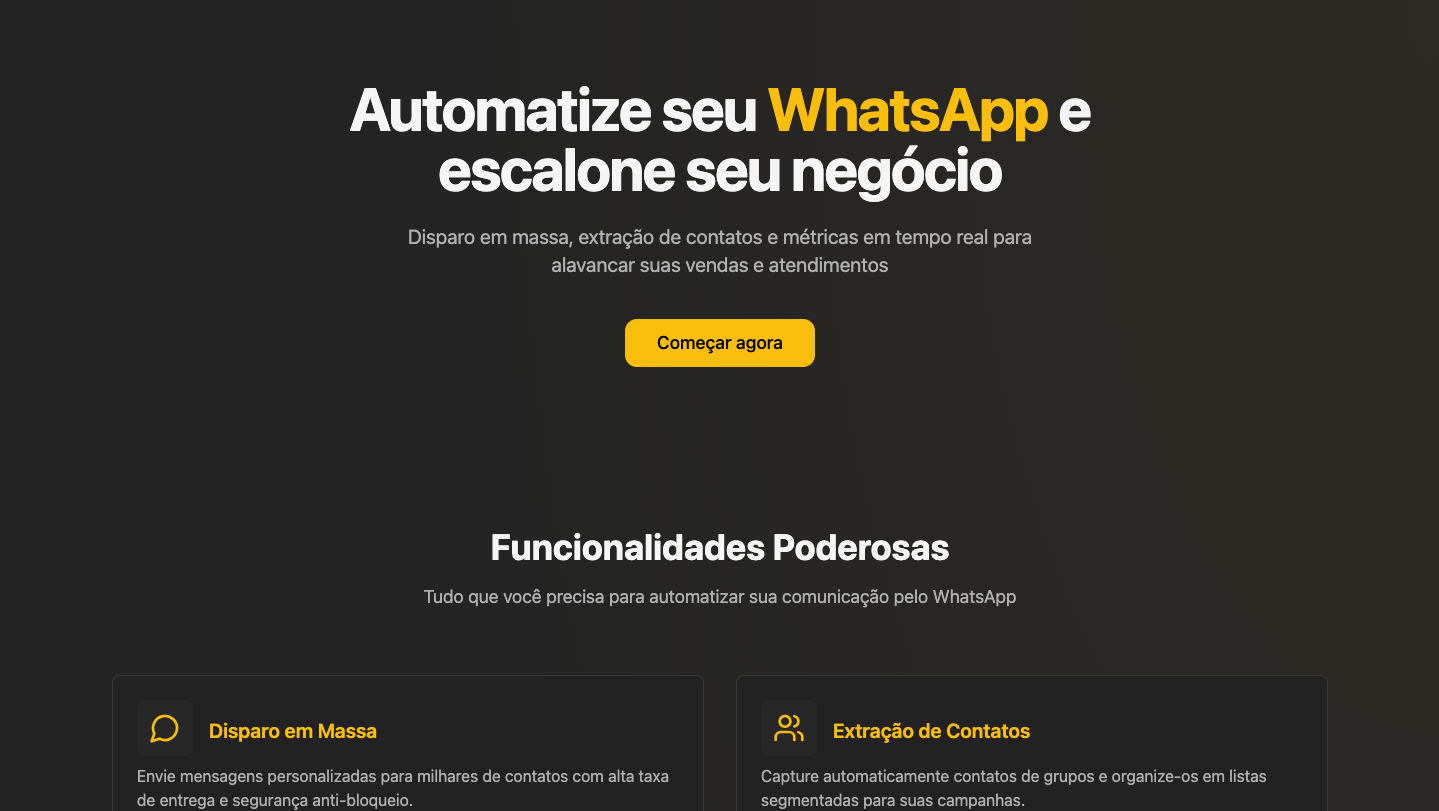 Automatize seu WhatsApp e
escalone seu negócio
Disparo em massa, extração de contatos e métricas em tempo real para
alavancar suas vendas e atendimentos
Começar agora
Funcionalidades Poderosas
Tudo que você precisa para automatizar sua comunicação pelo WhatsApp
Disparo em Massa
Envie mensagens personalizadas para milhares de contatos com alta taxa
de entrega e segurança anti-bloqueio.
Extração de Contatos
Capture automaticamente contatos de grupos e organize-os em listas
segmentadas para suas campanhas.